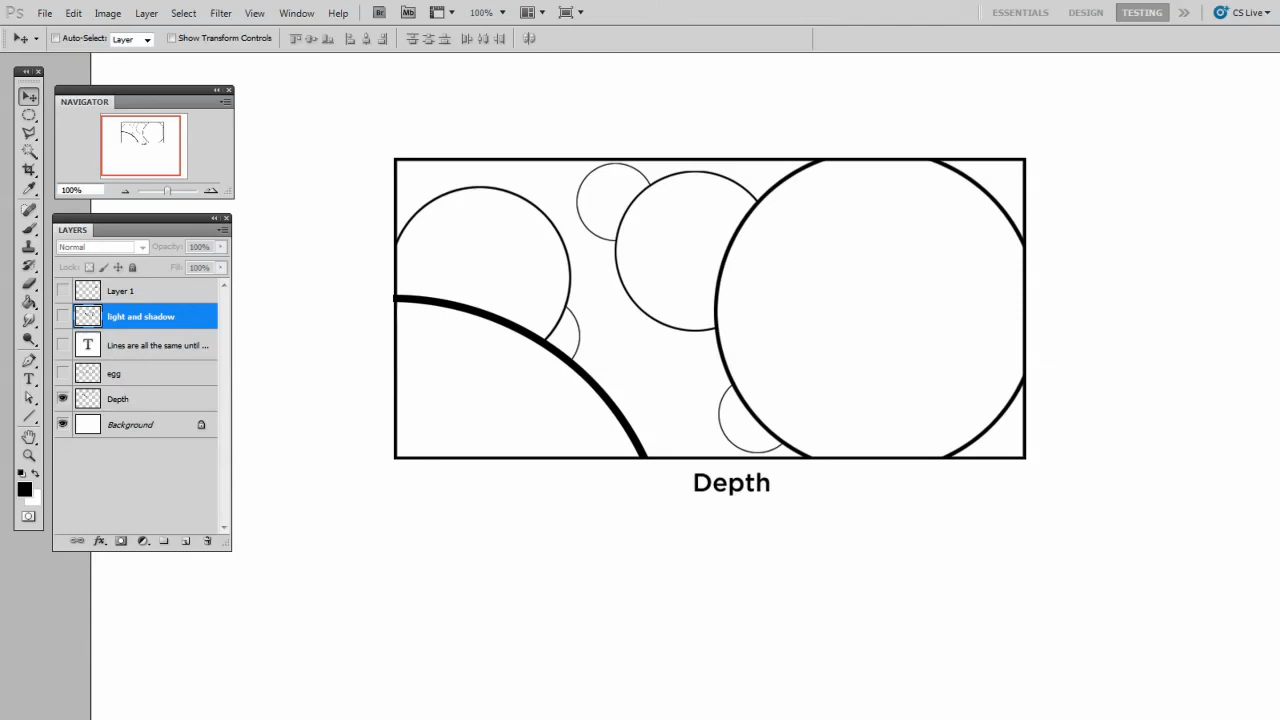 Ps File Edit Image Layer Select Filter View Window Help Br Mb 100% ESSENTIALS DESIGN TESTING CS Live
Auto-Select: Layer Show Transform Controls
NAVIGATOR
100%
LAYERS
Normal Opacity: 100%
Lock: Fill: 100%
Layer 1
light and shadow
T Lines are all the same until ...
egg
Depth
Background
Depth